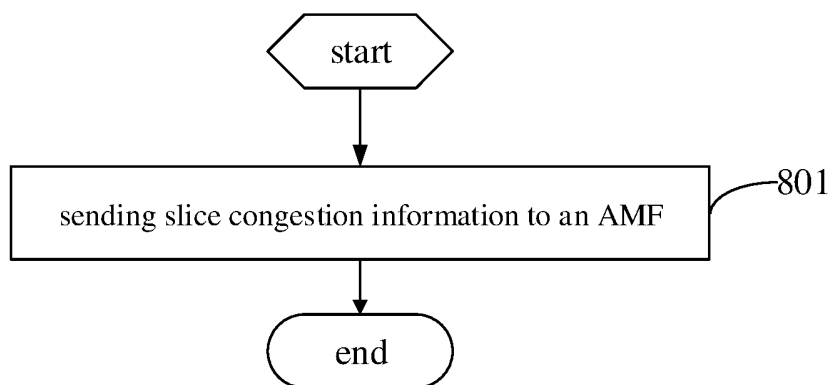 start
sending slice congestion information to an AMF
801
end